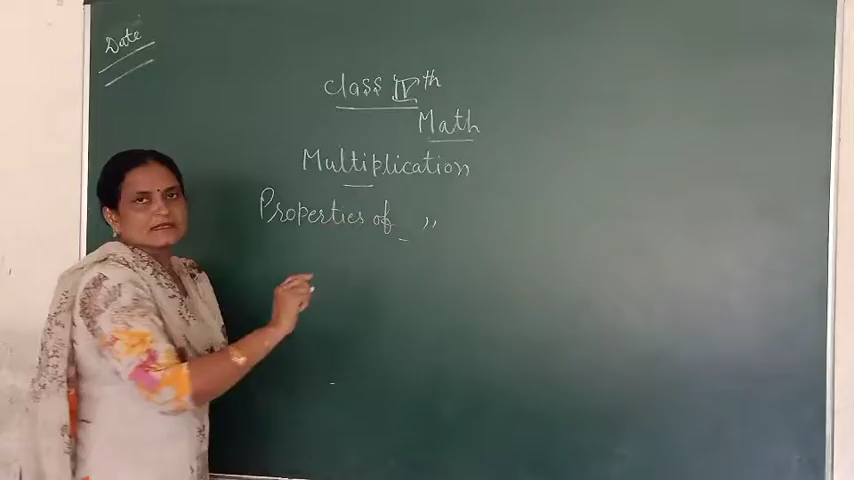 Date
Class IVth
Math
Multiplication
Properties of _ ,,